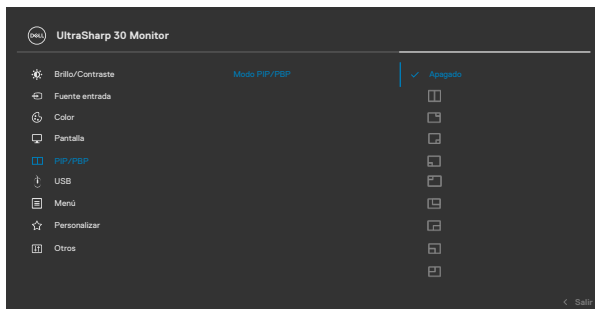 DELL UltraSharp 30 Monitor
Brillo/Contraste Modo PIP/PBP Apagado
Fuente entrada
Color
Pantalla
PIP/PBP
USB
Menú
Personalizar
Otros
Salir